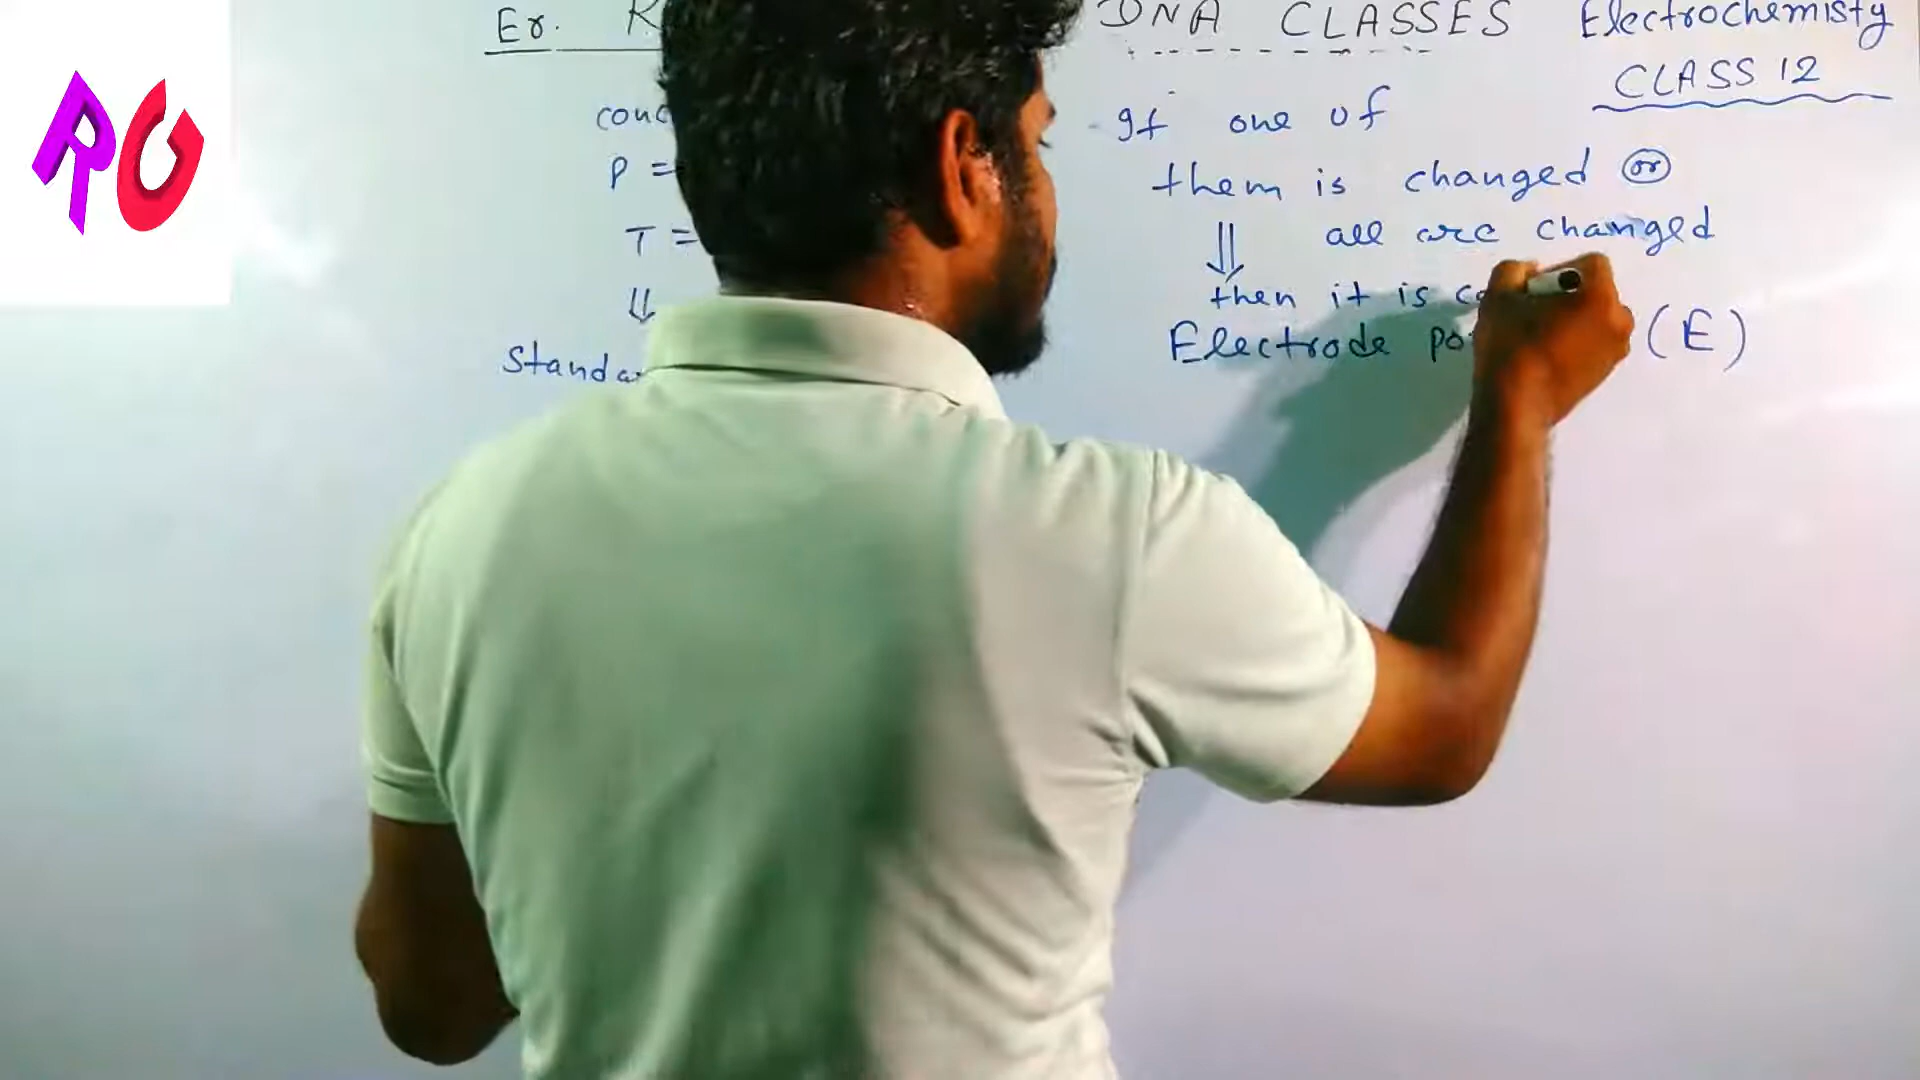 RG
Er. DNA CLASSES Electrochemisty
CLASS 12
conc
P =
T =
⇓
Standa
If one of
them is changed or
⇓ all are changed
then it is
Electrode (E)